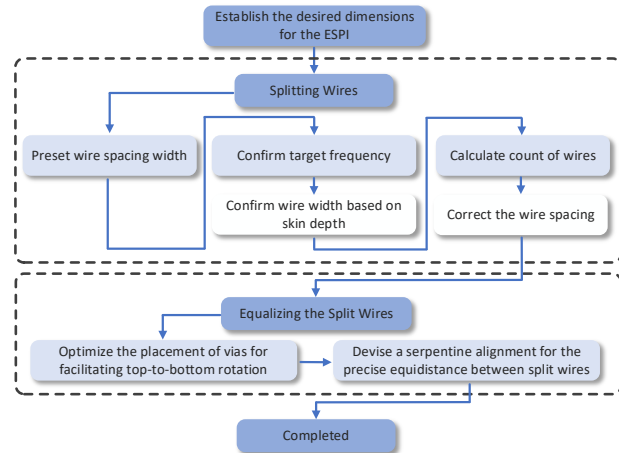 Establish the desired dimensions
for the ESPI
Splitting Wires
Preset wire spacing width
Confirm target frequency
Calculate count of wires
Confirm wire width based on
skin depth
Correct the wire spacing
Equalizing the Split Wires
Optimize the placement of vias for
facilitating top-to-bottom rotation
Devise a serpentine alignment for the
precise equidistance between split wires
Completed